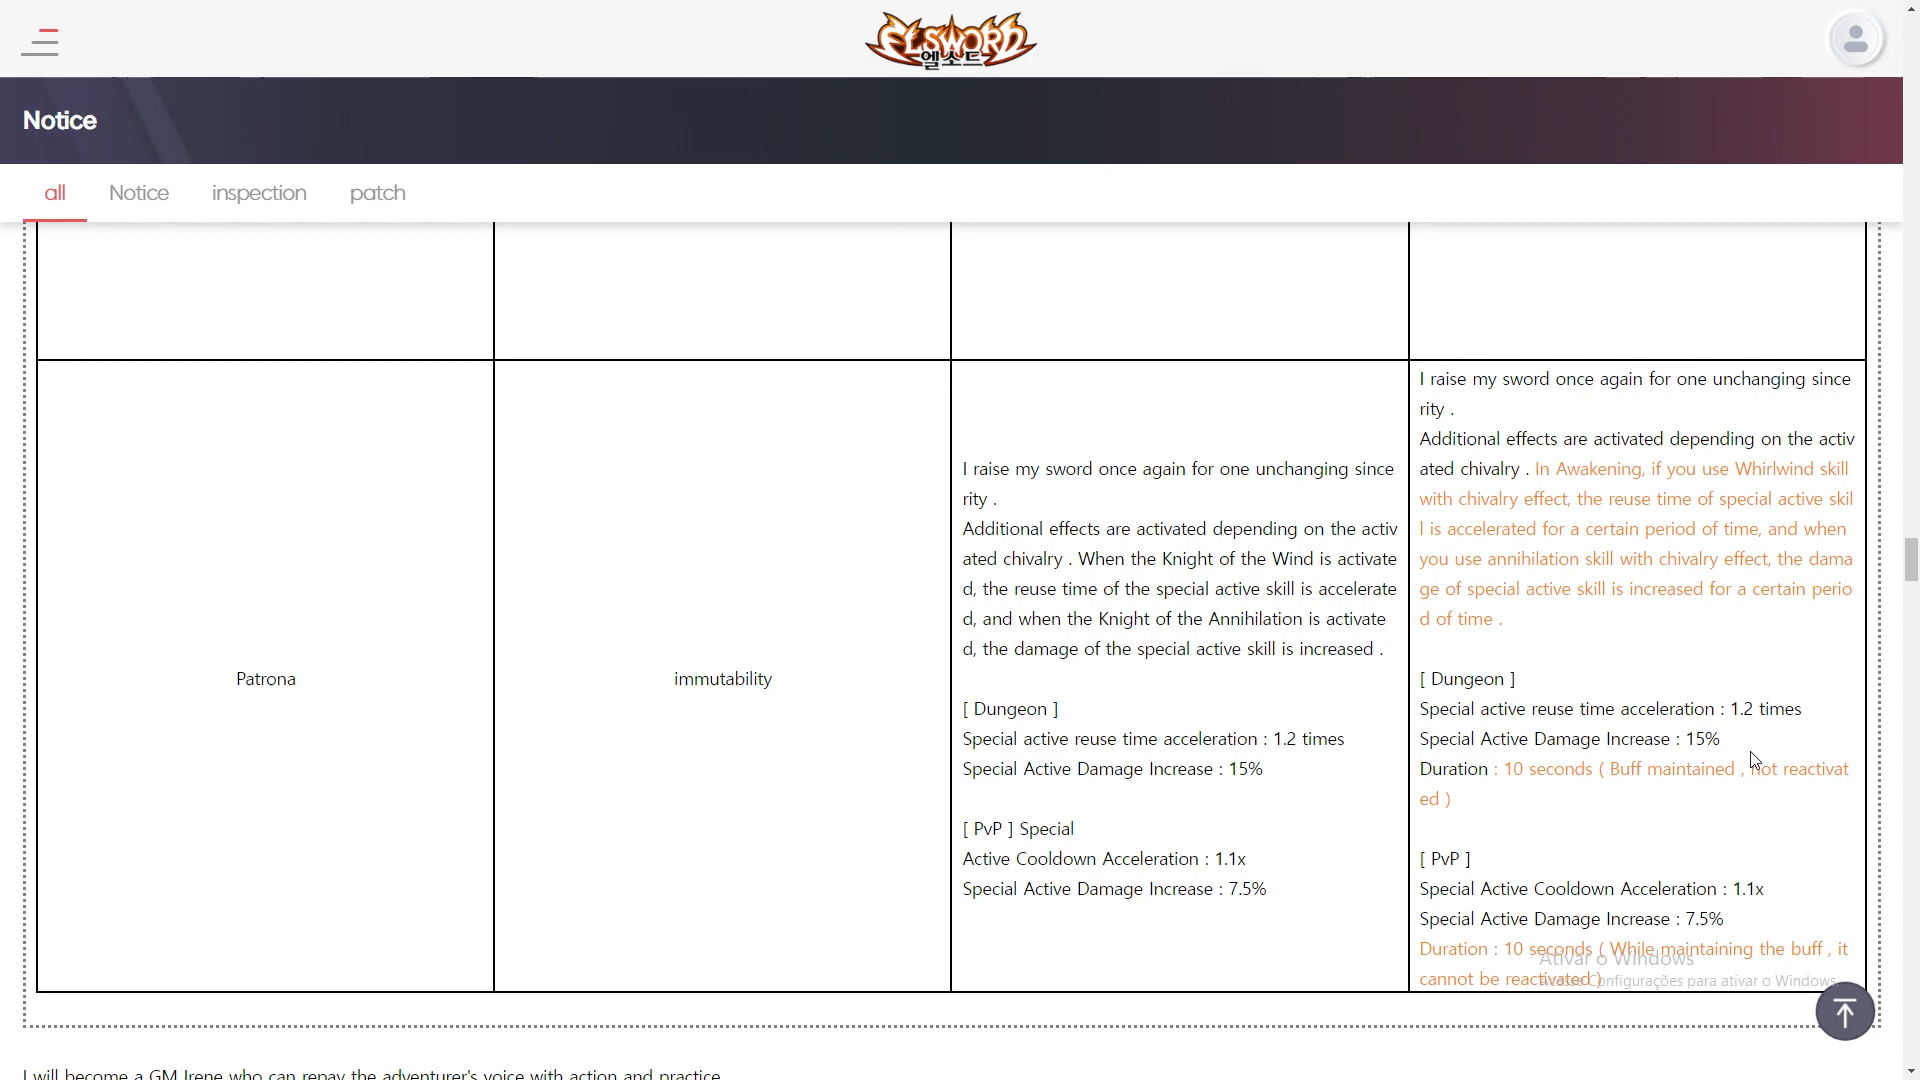 ELSWORD
엘소드
Notice
all
Notice
inspection
patch
Patrona
immutability
I raise my sword once again for one unchanging since
rity .
Additional effects are activated depending on the activ
ated chivalry . When the Knight of the Wind is activate
d, the reuse time of the special active skill is accelerate
d, and when the Knight of the Annihilation is activate
d, the damage of the special active skill is increased .
[ Dungeon ]
Special active reuse time acceleration : 1.2 times
Special Active Damage Increase : 15%
[ PvP ] Special
Active Cooldown Acceleration : 1.1x
Special Active Damage Increase : 7.5%
I raise my sword once again for one unchanging since
rity .
Additional effects are activated depending on the activ
ated chivalry . In Awakening, if you use Whirlwind skill
with chivalry effect, the reuse time of special active skil
l is accelerated for a certain period of time, and when
you use annihilation skill with chivalry effect, the dama
ge of special active skill is increased for a certain perio
d of time .
[ Dungeon ]
Special active reuse time acceleration : 1.2 times
Special Active Damage Increase : 15%
Duration : 10 seconds ( Buff maintained , not reactivat
ed )
[ PvP ]
Special Active Cooldown Acceleration : 1.1x
Special Active Damage Increase : 7.5%
Duration : 10 seconds ( While maintaining the buff , it
cannot be reactivated )
Ativar o Windows
Acesse Configurações para ativar o Windows.
I will become a GM Irene who can repay the adventurer's voice with action and practice